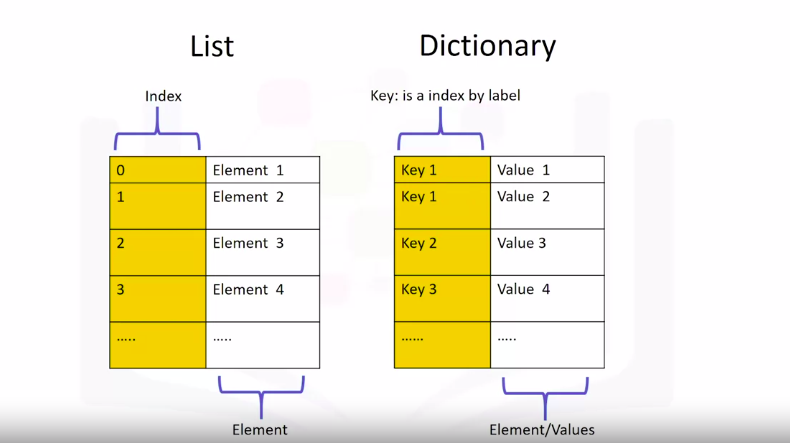 List
Dictionary
Index
Key: is a index by label
0 Element 1
1 Element 2
2 Element 3
3 Element 4
..... .....
Key 1 Value 1
Key 1 Value 2
Key 2 Value 3
Key 3 Value 4
...... .....
Element
Element/Values